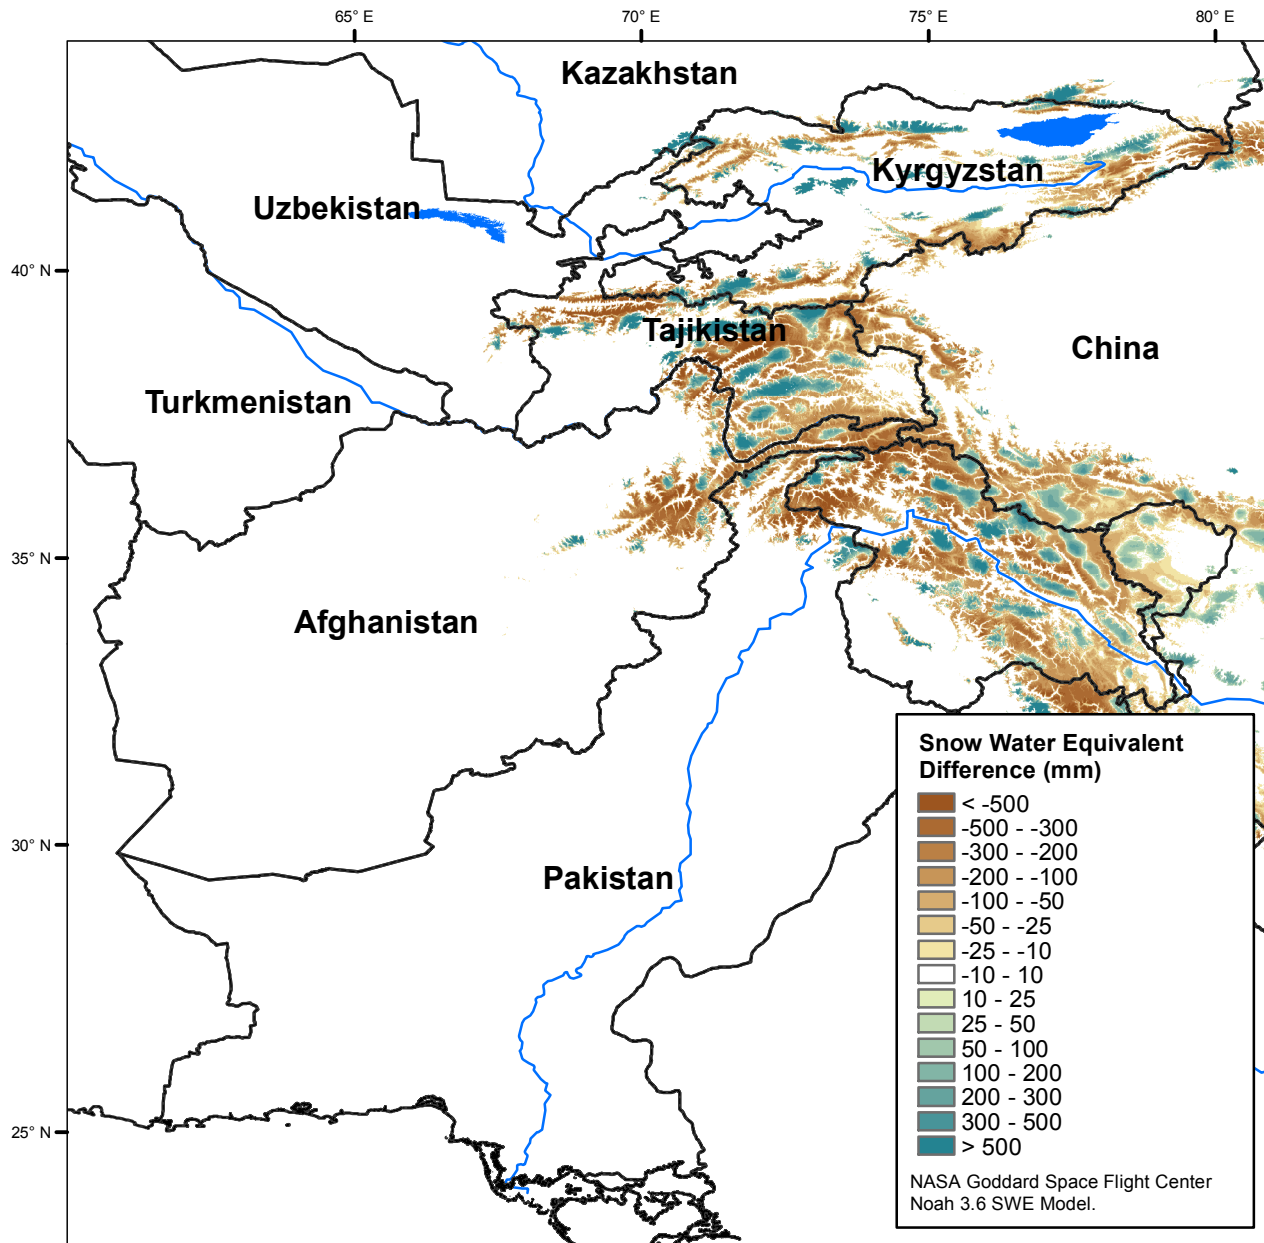 65° E
70° E
75° E
80° E
Kazakhstan
Kyrgyzstan
Uzbekistan
40° N
Tajikistan
China
Turkmenistan
35° N
Afghanistan
Snow Water Equivalent
Difference (mm)
< -500
-500 - -300
-300 - -200
-200 - -100
-100 - -50
-50 - -25
-25 - -10
-10 - 10
10 - 25
25 - 50
50 - 100
100 - 200
200 - 300
300 - 500
> 500
NASA Goddard Space Flight Center
Noah 3.6 SWE Model.
30° N
Pakistan
25° N